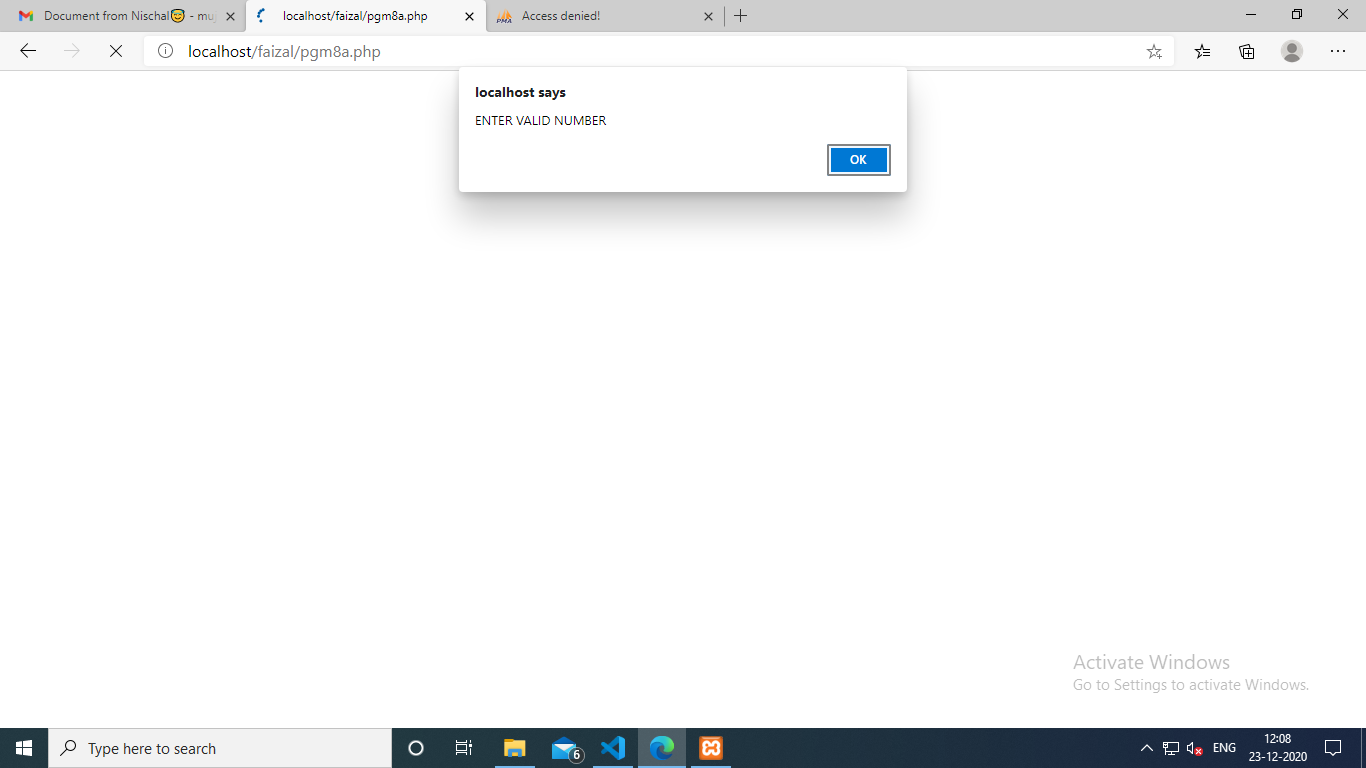 Document from Nischal😇 - muj
localhost/faizal/pgm8a.php
Access denied!
localhost/faizal/pgm8a.php
localhost says
ENTER VALID NUMBER
OK
Activate Windows
Go to Settings to activate Windows.
Type here to search
6
ENG
12:08
23-12-2020